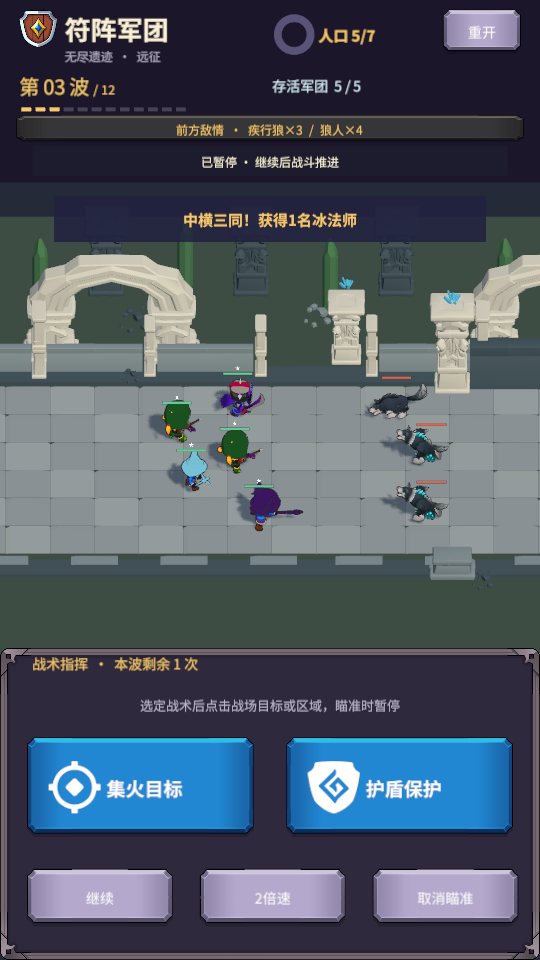 符阵军团
无尽遗迹 · 远征
人口 5/7
重开
第 03 波 / 12
存活军团 5 / 5
前方敌情 · 疾行狼×3 / 狼人×4
已暂停 · 继续后战斗推进
中横三同！获得1名冰法师
战术指挥 · 本波剩余 1 次
选定战术后点击战场目标或区域，瞄准时暂停
集火目标
护盾保护
继续
2倍速
取消瞄准